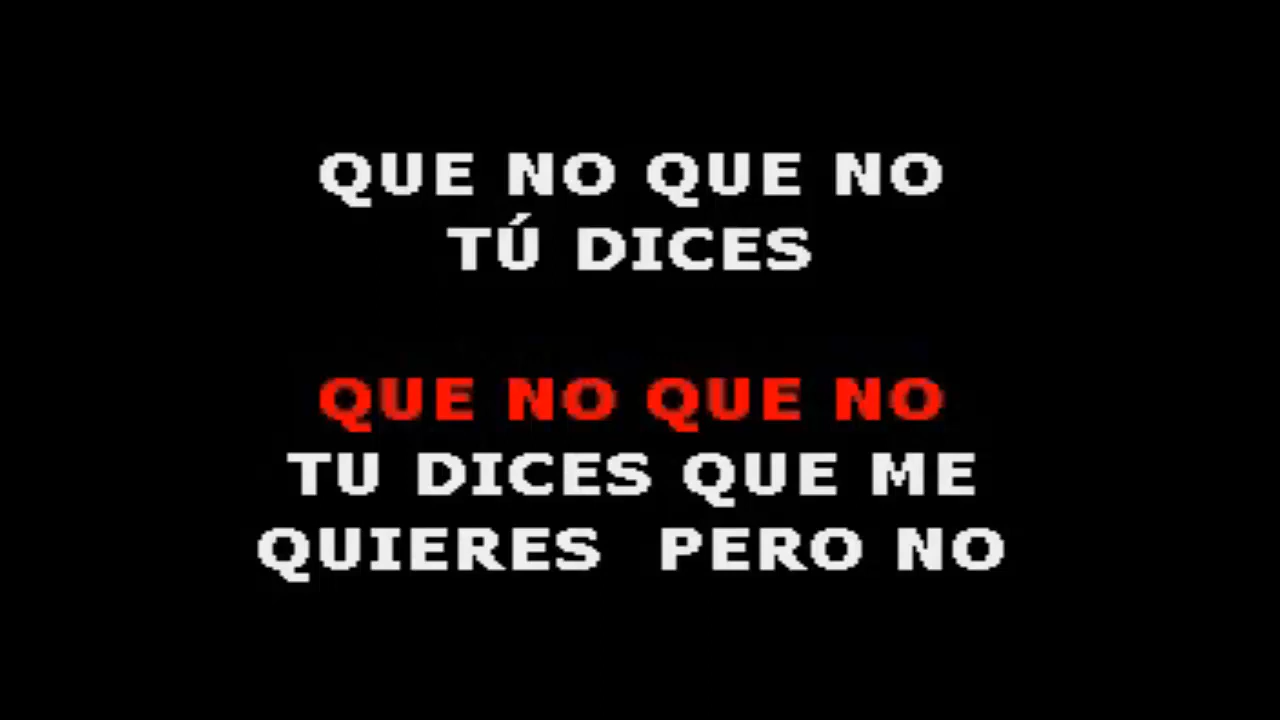 QUE NO QUE NO
TÚ DICES
QUE NO QUE NO
TU DICES QUE ME
QUIERES  PERO NO